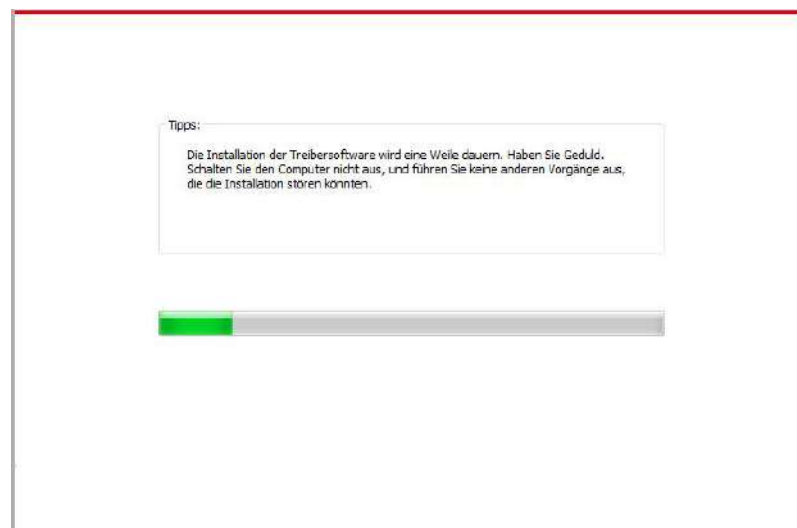 Tipps:
Die Installation der Treibersoftware wird eine Weile dauern. Haben Sie Geduld.
Schalten Sie den Computer nicht aus, und führen Sie keine anderen Vorgänge aus,
die die Installation stören könnten.